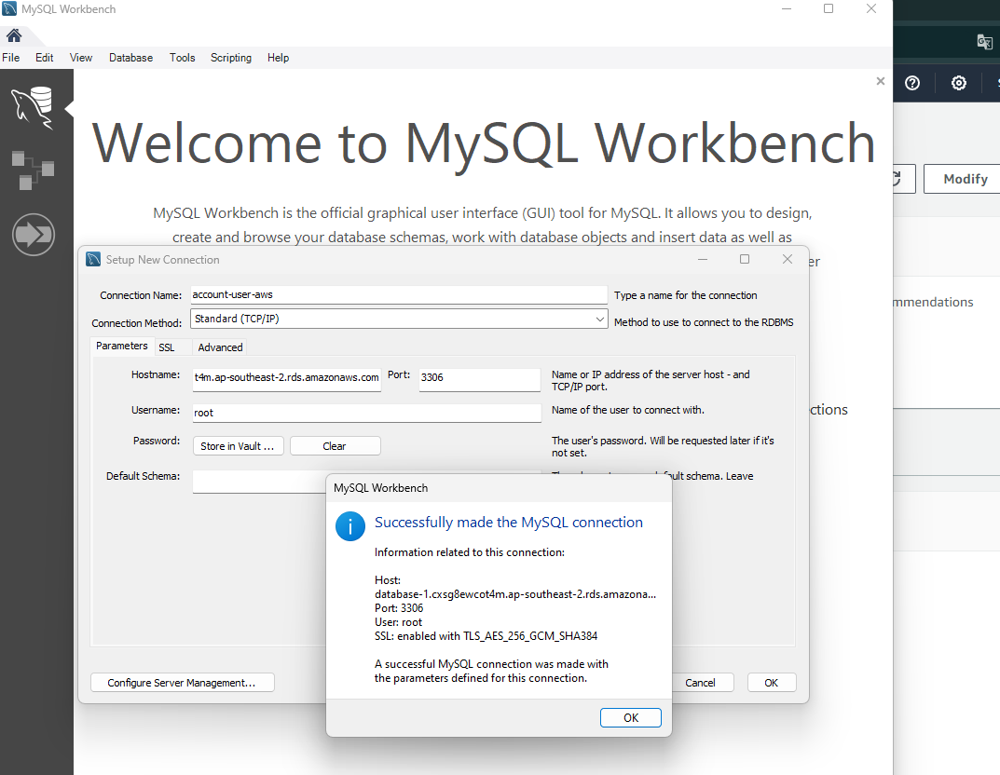 MySQL Workbench
File Edit View Database Tools Scripting Help
Welcome to MySQL Workbench
MySQL Workbench is the official graphical user interface (GUI) tool for MySQL. It allows you to design,
create and browse your database schemas, work with database objects and insert data as well as
Modify
mmendations
ctions
Setup New Connection
Connection Name: account-user-aws Type a name for the connection
Connection Method: Standard (TCP/IP) Method to use to connect to the RDBMS
Parameters SSL Advanced
Hostname: t4m.ap-southeast-2.rds.amazonaws.com Port: 3306 Name or IP address of the server host - and
TCP/IP port.
Username: root Name of the user to connect with.
Password: Store in Vault ... Clear The user's password. Will be requested later if it's
not set.
Default Schema: schema. Leave
Configure Server Management... Cancel OK
MySQL Workbench
Successfully made the MySQL connection
Information related to this connection:
Host:
database-1.cxsg8ewcot4m.ap-southeast-2.rds.amazona...
Port: 3306
User: root
SSL: enabled with TLS_AES_256_GCM_SHA384
A successful MySQL connection was made with
the parameters defined for this connection.
OK